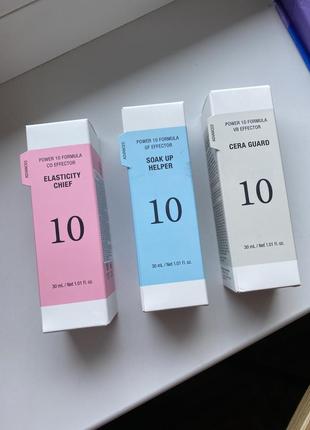 ADVANCED
POWER 10 FORMULA
CO EFFECTOR
ELASTICITY
CHIEF
10
30 mL / Net 1.01 fl. oz.
ADVANCED
POWER 10 FORMULA
GF EFFECTOR
SOAK UP
HELPER
10
30 mL / Net 1.01 fl. oz.
ADVANCED
POWER 10 FORMULA
VB EFFECTOR
CERA GUARD
10
30 mL / Net 1.01 fl. oz.